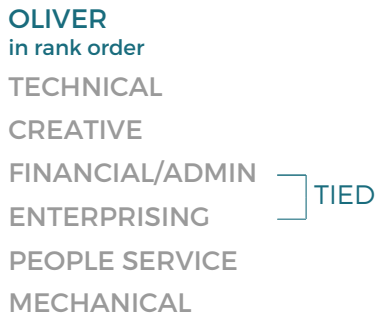 OLIVER
in rank order
TECHNICAL
CREATIVE
FINANCIAL/ADMIN
TIED
ENTERPRISING
PEOPLE SERVICE
MECHANICAL